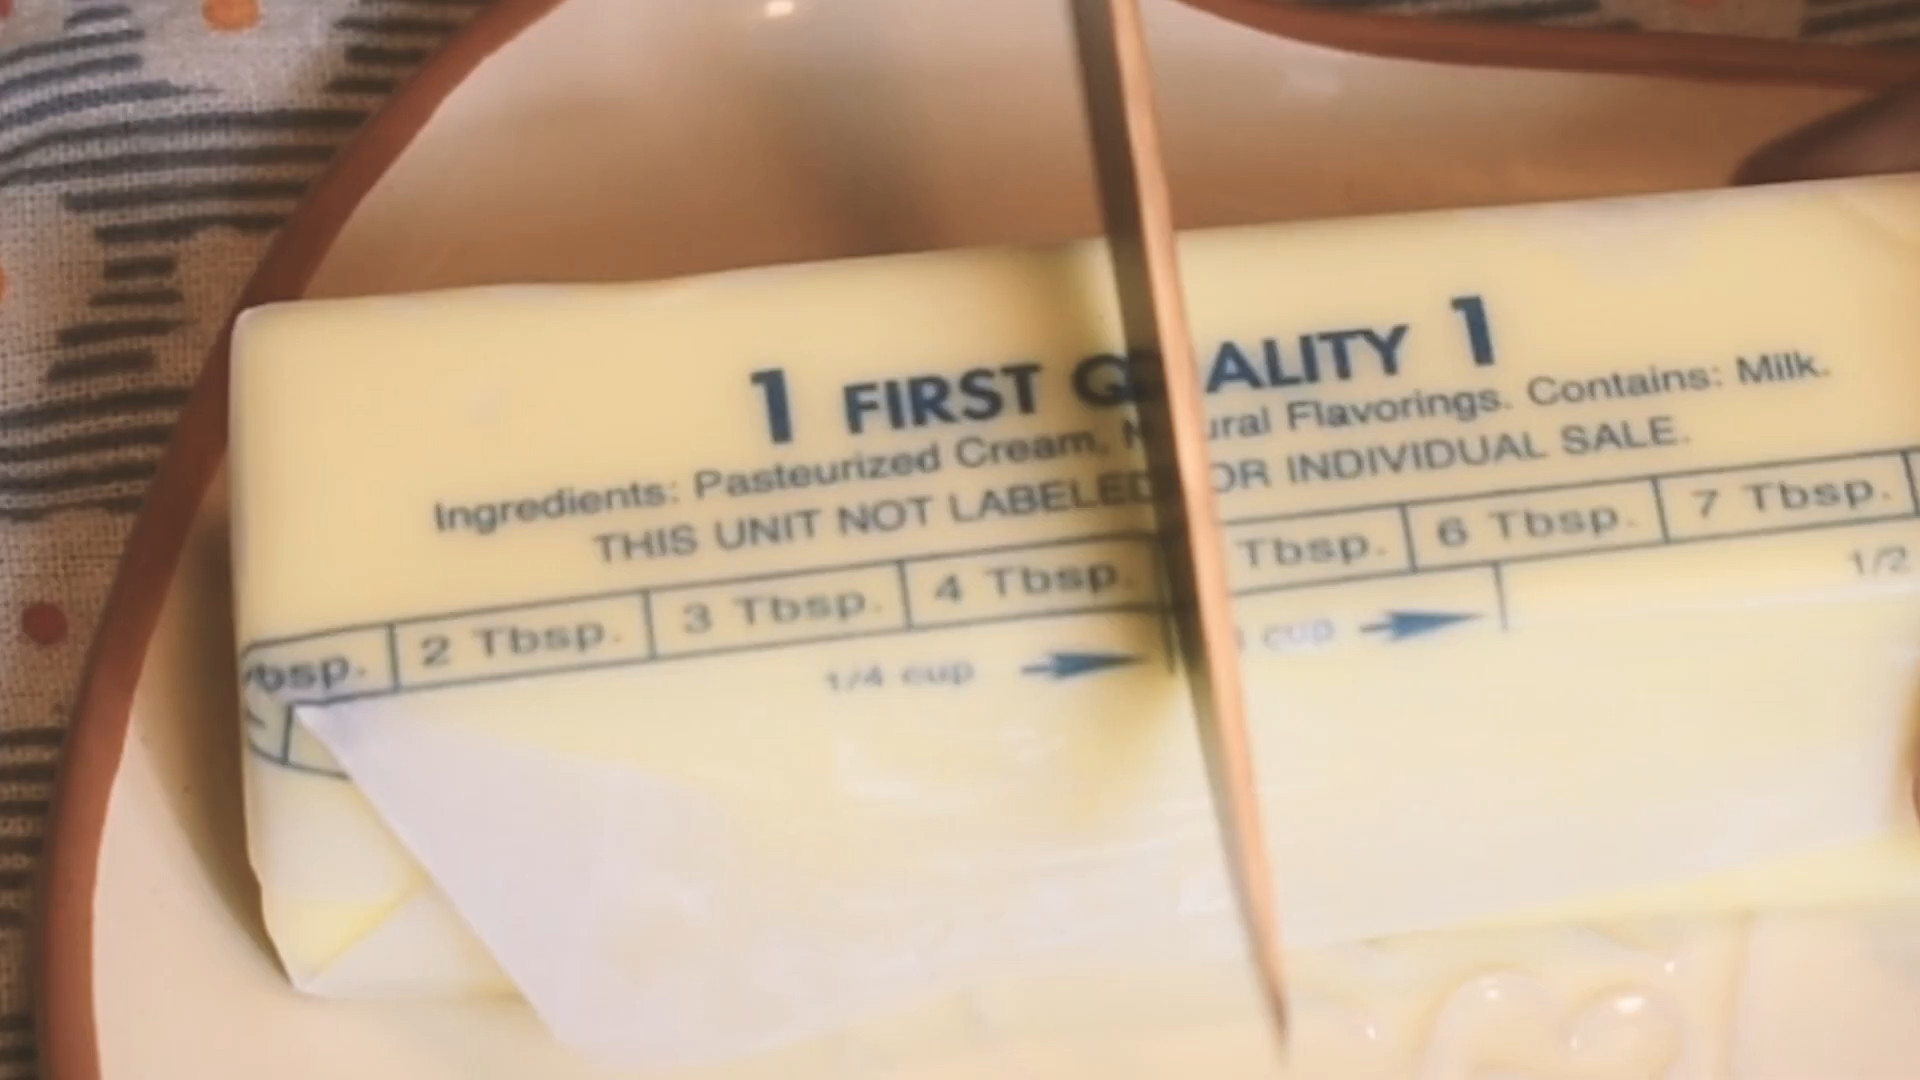 1 FIRST Q ALITY 1
Ingredients: Pasteurized Cream, N ural Flavorings. Contains: Milk.
THIS UNIT NOT LABELED OR INDIVIDUAL SALE.
bsp. 2 Tbsp. 3 Tbsp. 4 Tbsp. Tbsp. 6 Tbsp. 7 Tbsp.
1/4 cup cup 1/2